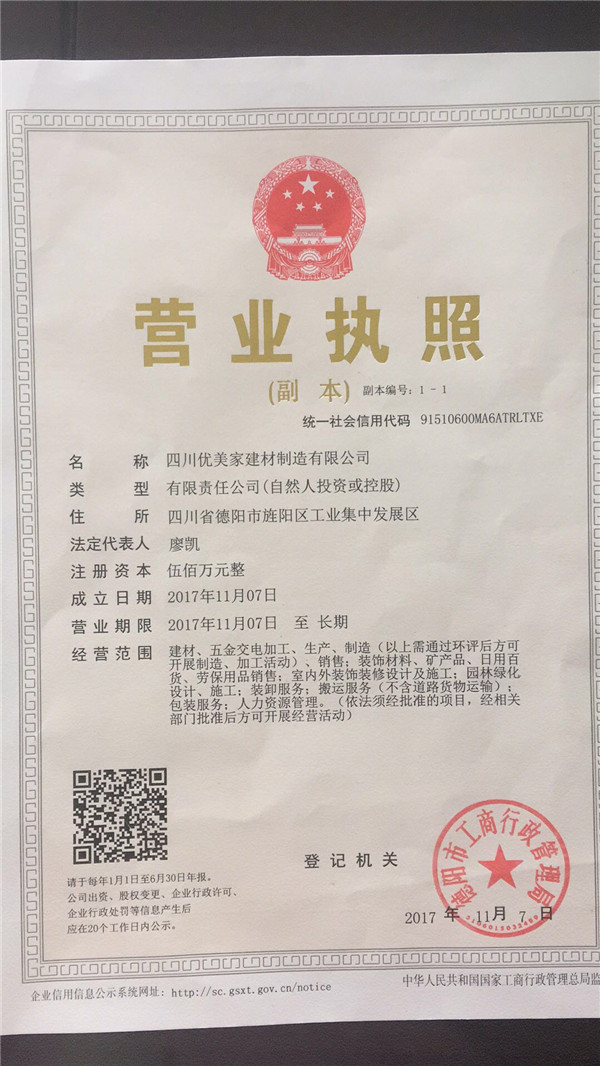 营业执照
(副 本) 副本编号：1 - 1
统一社会信用代码 91510600MA6ATRLTXE
名 称 四川优美家建材制造有限公司
类 型 有限责任公司(自然人投资或控股)
住 所 四川省德阳市旌阳区工业集中发展区
法定代表人 廖凯
注册资本 伍佰万元整
成立日期 2017年11月07日
营业期限 2017年11月07日 至 长期
经营范围 建材、五金交电加工、生产、制造（以上需通过环评后方可
开展制造、加工活动）、销售；装饰材料、矿产品、日用百
货、劳保用品销售；室内外装饰装修设计及施工；园林绿化
设计、施工；装卸服务；搬运服务（不含道路货物运输）；
包装服务；人力资源管理。（依法须经批准的项目，经相关
部门批准后方可开展经营活动）
登记机关
德阳市工商行政管理局
2017 年 11月 7 日
请于每年1月1日至6月30日年报。
公司出资、股权变更、企业行政许可、
企业行政处罚等信息产生后
应在20个工作日内公示。
企业信用信息公示系统网址：http://sc.gsxt.gov.cn/notice
中华人民共和国国家工商行政管理总局监